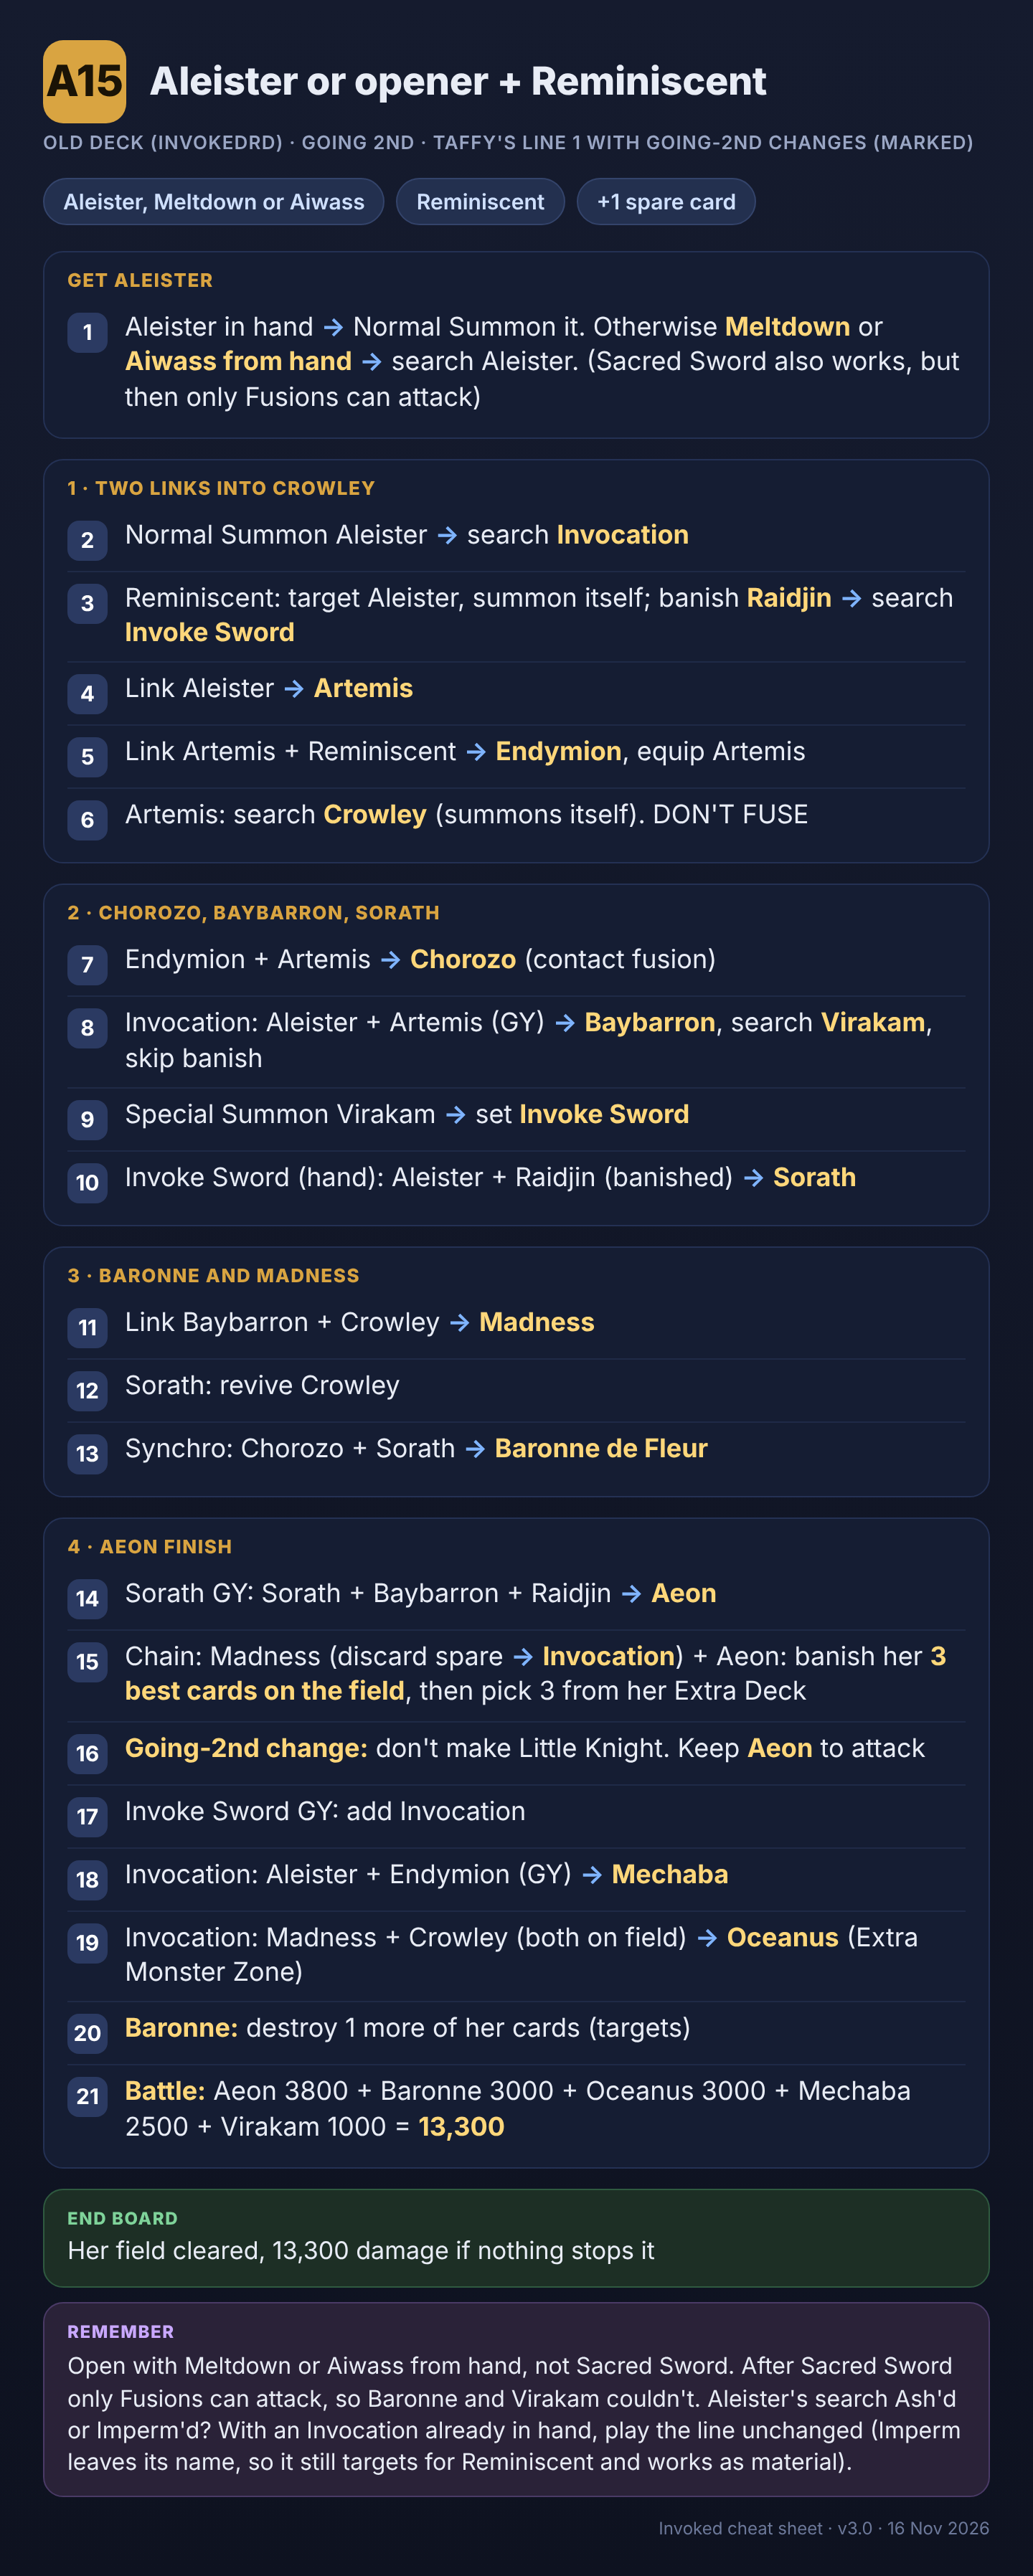 A15 Aleister or opener + Reminiscent
OLD DECK (INVOKEDRD) · GOING 2ND · TAFFY'S LINE 1 WITH GOING-2ND CHANGES (MARKED)
Aleister, Meltdown or Aiwass Reminiscent +1 spare card
GET ALEISTER
1 Aleister in hand → Normal Summon it. Otherwise Meltdown or
Aiwass from hand → search Aleister. (Sacred Sword also works, but
then only Fusions can attack)
1 · TWO LINKS INTO CROWLEY
2 Normal Summon Aleister → search Invocation
3 Reminiscent: target Aleister, summon itself; banish Raidjin → search
Invoke Sword
4 Link Aleister → Artemis
5 Link Artemis + Reminiscent → Endymion, equip Artemis
6 Artemis: search Crowley (summons itself). DON'T FUSE
2 · CHOROZO, BAYBARRON, SORATH
7 Endymion + Artemis → Chorozo (contact fusion)
8 Invocation: Aleister + Artemis (GY) → Baybarron, search Virakam,
skip banish
9 Special Summon Virakam → set Invoke Sword
10 Invoke Sword (hand): Aleister + Raidjin (banished) → Sorath
3 · BARONNE AND MADNESS
11 Link Baybarron + Crowley → Madness
12 Sorath: revive Crowley
13 Synchro: Chorozo + Sorath → Baronne de Fleur
4 · AEON FINISH
14 Sorath GY: Sorath + Baybarron + Raidjin → Aeon
15 Chain: Madness (discard spare → Invocation) + Aeon: banish her 3
best cards on the field, then pick 3 from her Extra Deck
16 Going-2nd change: don't make Little Knight. Keep Aeon to attack
17 Invoke Sword GY: add Invocation
18 Invocation: Aleister + Endymion (GY) → Mechaba
19 Invocation: Madness + Crowley (both on field) → Oceanus (Extra
Monster Zone)
20 Baronne: destroy 1 more of her cards (targets)
21 Battle: Aeon 3800 + Baronne 3000 + Oceanus 3000 + Mechaba
2500 + Virakam 1000 = 13,300
END BOARD
Her field cleared, 13,300 damage if nothing stops it
REMEMBER
Open with Meltdown or Aiwass from hand, not Sacred Sword. After Sacred Sword
only Fusions can attack, so Baronne and Virakam couldn't. Aleister's search Ash'd
or Imperm'd? With an Invocation already in hand, play the line unchanged (Imperm
leaves its name, so it still targets for Reminiscent and works as material).
Invoked cheat sheet · v3.0 · 16 Nov 2026